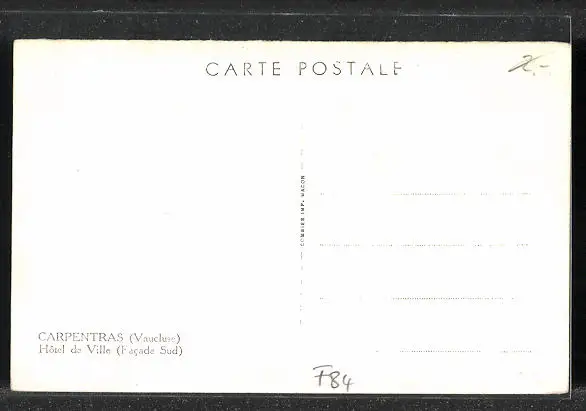 CARTE POSTALE
2.-
COMBIER IMP. MACON
CARPENTRAS (Vaucluse)
Hôtel de Ville (Façade Sud)
F84